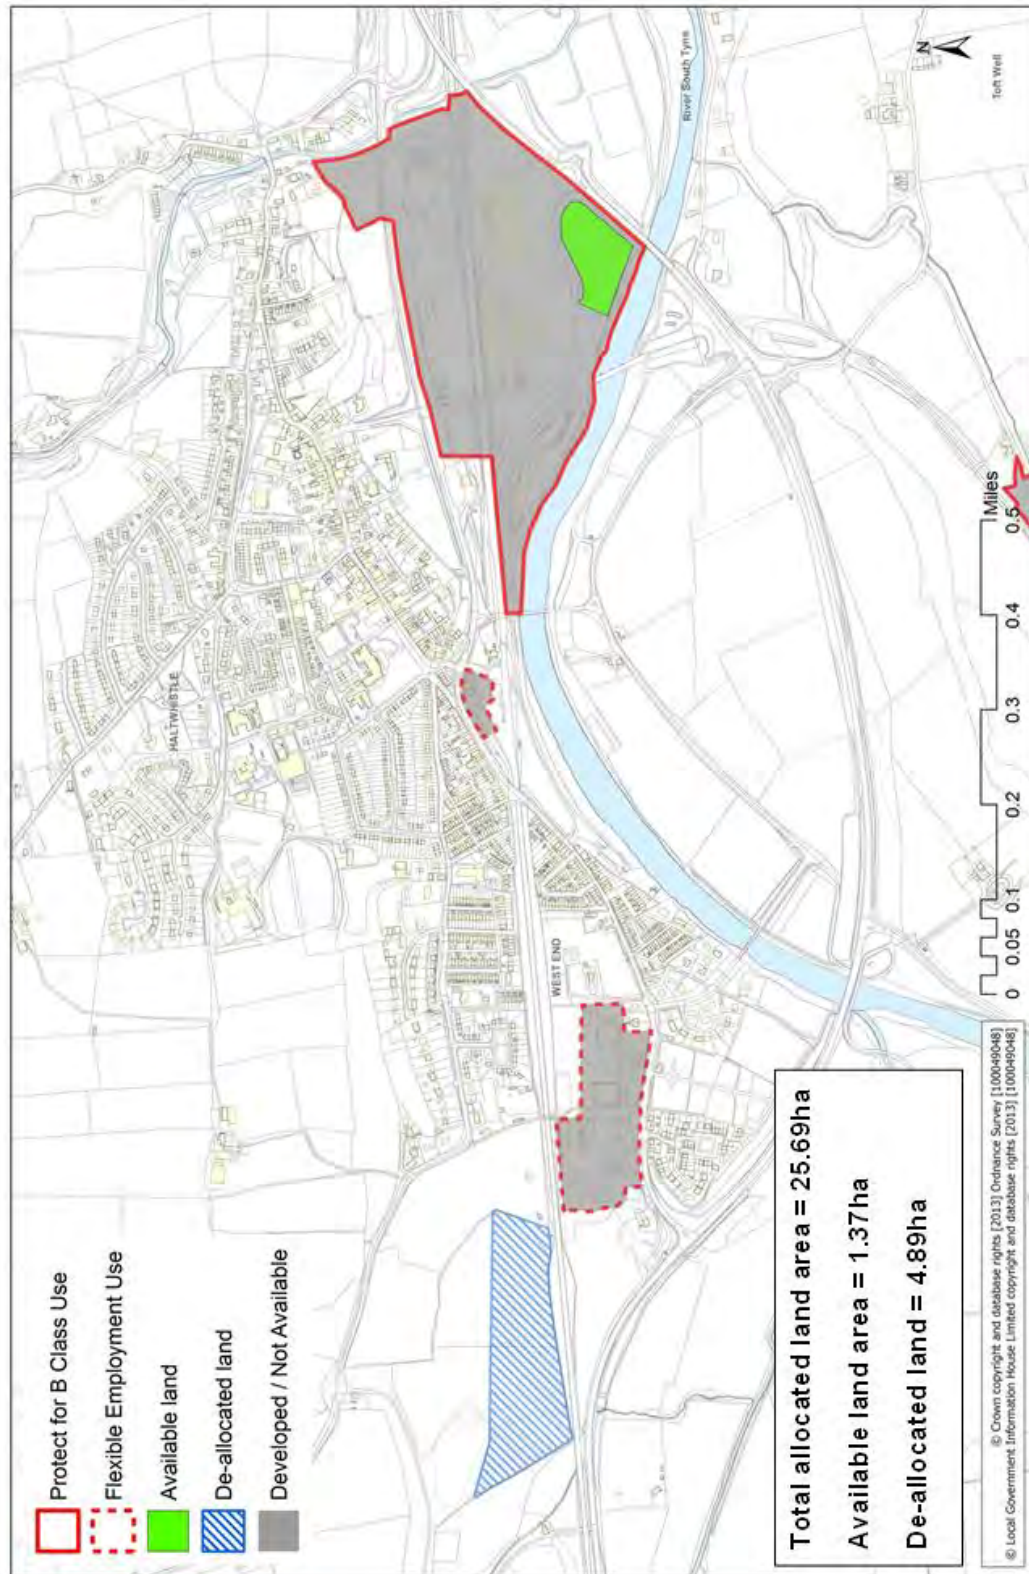 Protect for B Class Use
Flexible Employment Use
Available land
De-allocated land
Developed / Not Available
HALTWHISTLE
WEST END
River South Tyne
Toft Well
N
Total allocated land area = 25.69ha
Available land area = 1.37ha
De-allocated land = 4.89ha
0 0.05 0.1 0.2 0.3 0.4 0.5
Miles
© Crown copyright and database rights [2013] Ordnance Survey [100049048]
© Local Government Information House Limited copyright and database rights [2013] [100049048]